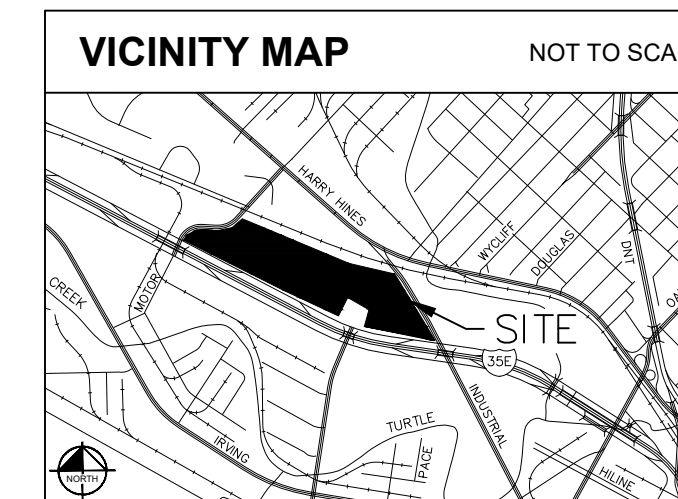 VICINITY MAP
NOT TO SCA
HARRY HINES
WYCLIFF
DOUGLAS
DNT
OA
CREEK
MOTOR
SITE
35E
INDUSTRIAL
TURTLE
IRVING
PACE
HILINE
NORTH